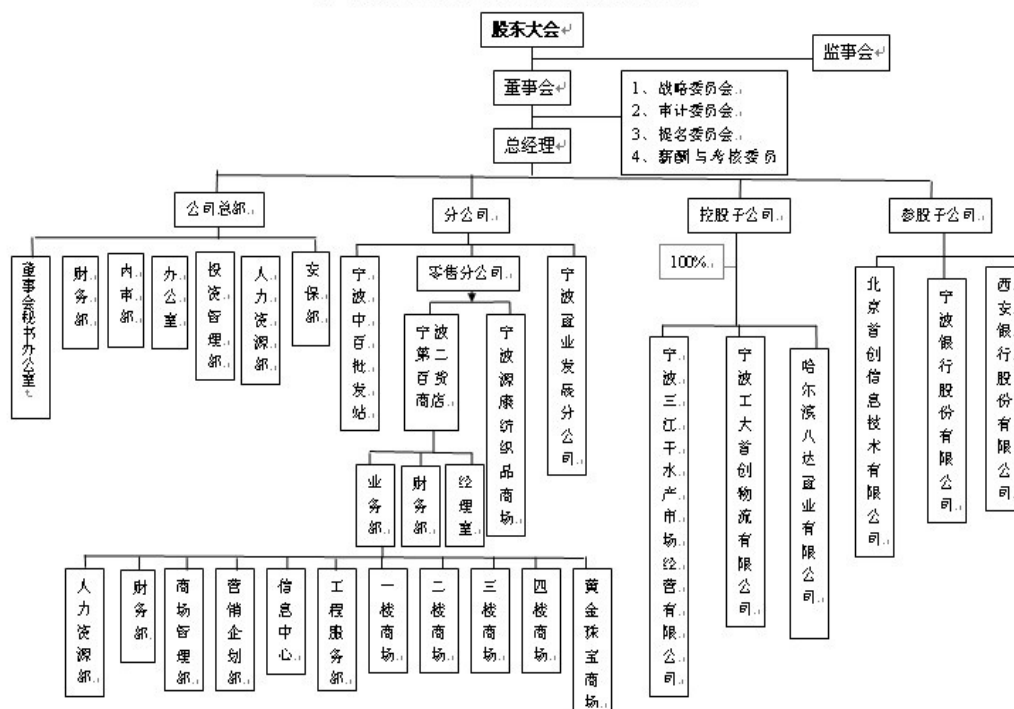 股东大会
监事会
董事会
1、战略委员会
2、审计委员会
3、提名委员会
4、薪酬与考核委员
总经理
公司总部
分公司
控股子公司
参股子公司
董事会秘书办公室
财务部
内审部
办公室
投资管理部
人力资源部
安保部
宁波中百批发站
零售分公司
宁波置业发展分公司
宁波第二百货商店
宁波源康纺织品商场
100%
宁波三江干水产市场经营有限公司
宁波工大首创物流有限公司
哈尔滨八达置业有限公司
北京首创信息技术有限公司
宁波银行股份有限公司
西安银行股份有限公司
业务部
财务部
经理室
人力资源部
财务部
商场管理部
营销企划部
信息中心
工程服务部
一楼商场
二楼商场
三楼商场
四楼商场
黄金珠宝商场